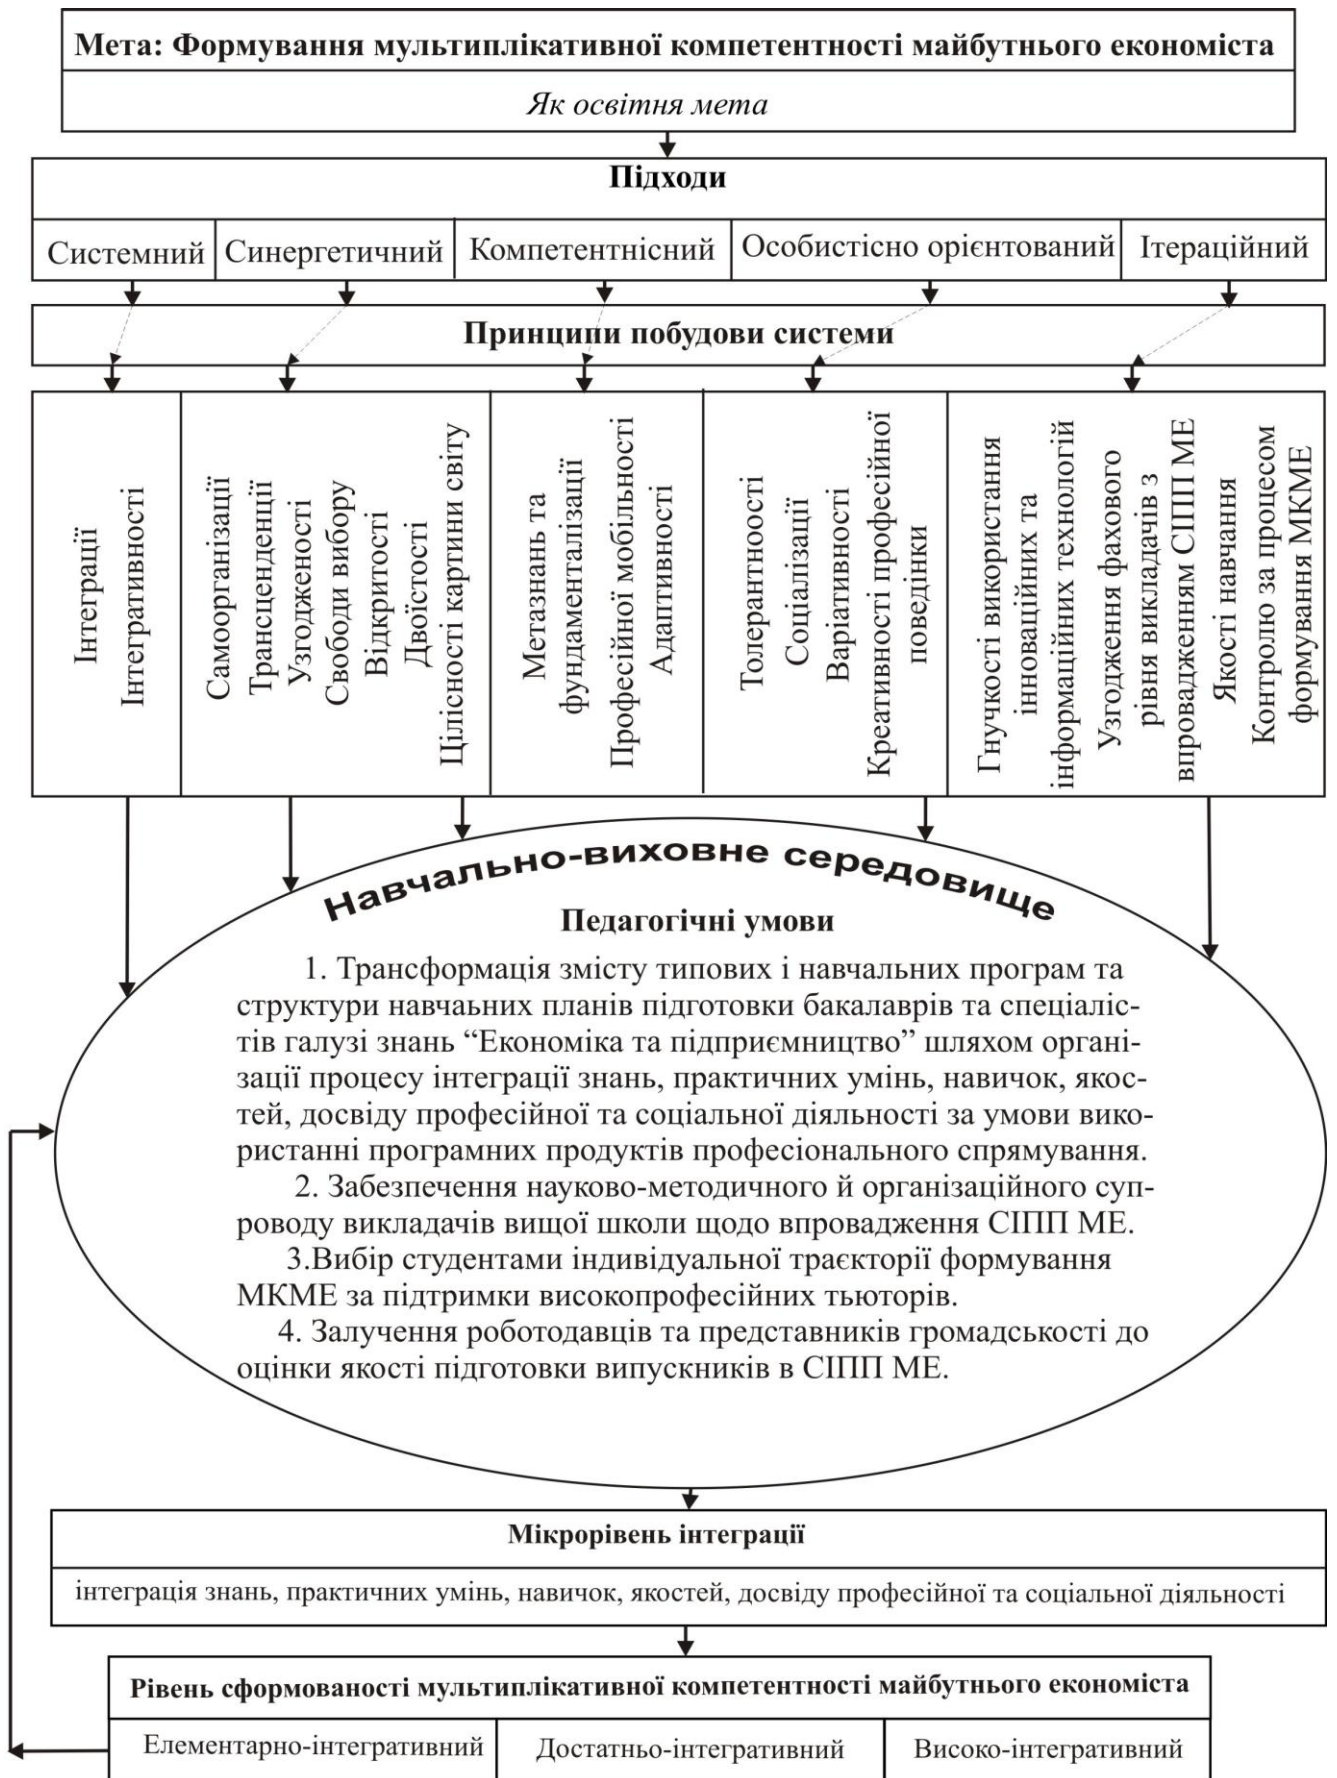 Мета: Формування мультиплікативної компетентності майбутнього економіста
Як освітня мета
Підходи
Системний
Синергетичний
Компетентнісний
Особистісно орієнтований
Ітераційний
Принципи побудови системи
Інтеграції
Інтегративності
Самоорганізації
Трансценденції
Узгодженості
Свободи вибору
Відкритості
Двоїстості
Цілісності картини світу
Метазнань та
фундаменталізації
Професійної мобільності
Адаптивності
Толерантноості
Соціалізації
Варіативності
Креативності професійної
поведінки
Гнучкості використання
інноваційних та
інформаційних технологій
Узгодження фахового
рівня викладачів з
впровадженням СІПП МЕ
Якості навчання
Контролю за процесом
формування МКМЕ
Навчально-виховне середовище
Педагогічні умови
1. Трансформація змісту типових і навчальних програм та
структури навчаьних планів підготовки бакалаврів та спеціаліс-
тів галузі знань “Економіка та підприємництво” шляхом органі-
зації процесу інтеграції знань, практичних умінь, навичок, якос-
тей, досвіду професійної та соціальної діяльності за умови вико-
ристанні програмних продуктів професіонального спрямування.
2. Забезпечення науково-методичного й організаційного суп-
роводу викладачів вищої школи щодо впровадження СІПП МЕ.
3.Вибір студентами індивідуальної траєкторії формування
МКМЕ за підтримки високопрофесійних тьюторів.
4. Залучення роботодавців та представників громадськості до
оцінки якості підготовки випускників в СІПП МЕ.
Мікрорівень інтеграції
інтеграція знань, практичних умінь, навичок, якостей, досвіду професійної та соціальної діяльності
Рівень сформованості мультиплікативної компетентності майбутнього економіста
Елементарно-інтегративний
Достатньо-інтегративний
Високо-інтегративний